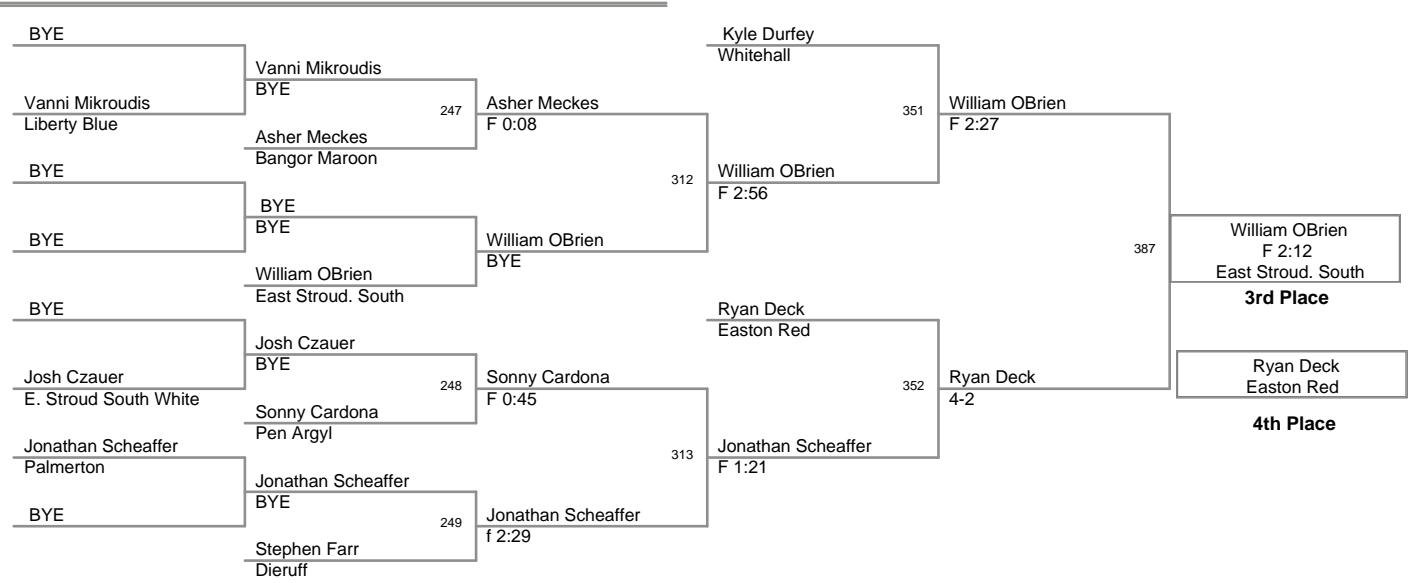 BYE
Vanni Mikroudis
Liberty Blue
BYE
BYE
BYE
Josh Czauer
E. Stroud South White
Jonathan Scheaffer
Palmerton
BYE
Vanni Mikroudis
BYE
247
Asher Meckes
Bangor Maroon
BYE
BYE
William OBrien
East Stroud. South
Josh Czauer
BYE
248
Sonny Cardona
Pen Argyl
Jonathan Scheaffer
BYE
249
Stephen Farr
Dieruff
Asher Meckes
F 0:08
312
William OBrien
BYE
Sonny Cardona
F 0:45
313
Jonathan Scheaffer
f 2:29
Kyle Durfey
Whitehall
351
William OBrien
F 2:56
Ryan Deck
Easton Red
352
Jonathan Scheaffer
F 1:21
William OBrien
F 2:27
387
Ryan Deck
4-2
William OBrien
F 2:12
East Stroud. South
3rd Place
Ryan Deck
Easton Red
4th Place